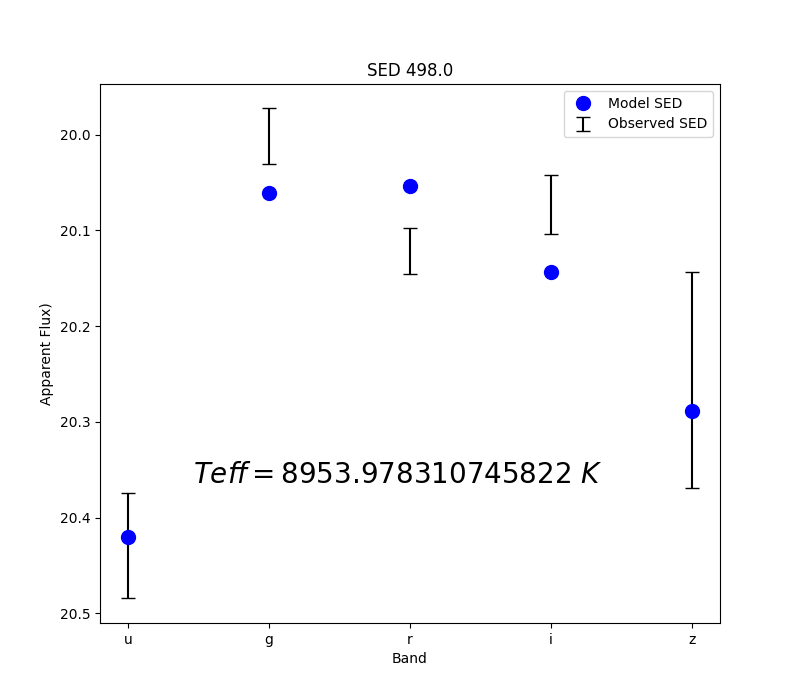 SED 498.0
Model SED
Observed SED
20.0
20.1
20.2
20.3
20.4
20.5
Apparent Flux)
Teff = 8953.978310745822 K
u g r i z
Band